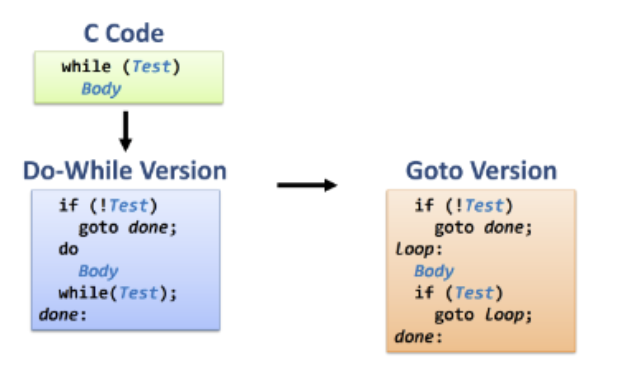 C Code
while (Test)
Body
Do-While Version
if (!Test)
goto done;
do
Body
while(Test);
done:
Goto Version
if (!Test)
goto done;
Loop:
Body
if (Test)
goto Loop;
done: